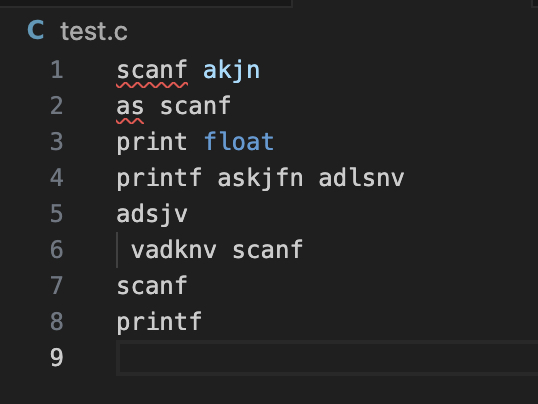 C test.c
1 scanf akjn
2 as scanf
3 print float
4 printf askjfn adlsnv
5 adsjv
6 vadknv scanf
7 scanf
8 printf
9